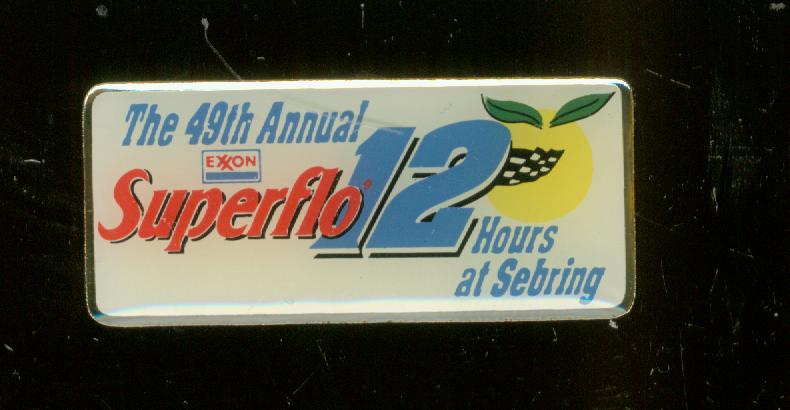 The 49th Annual
EXXON
Superflo® 12
Hours
at Sebring